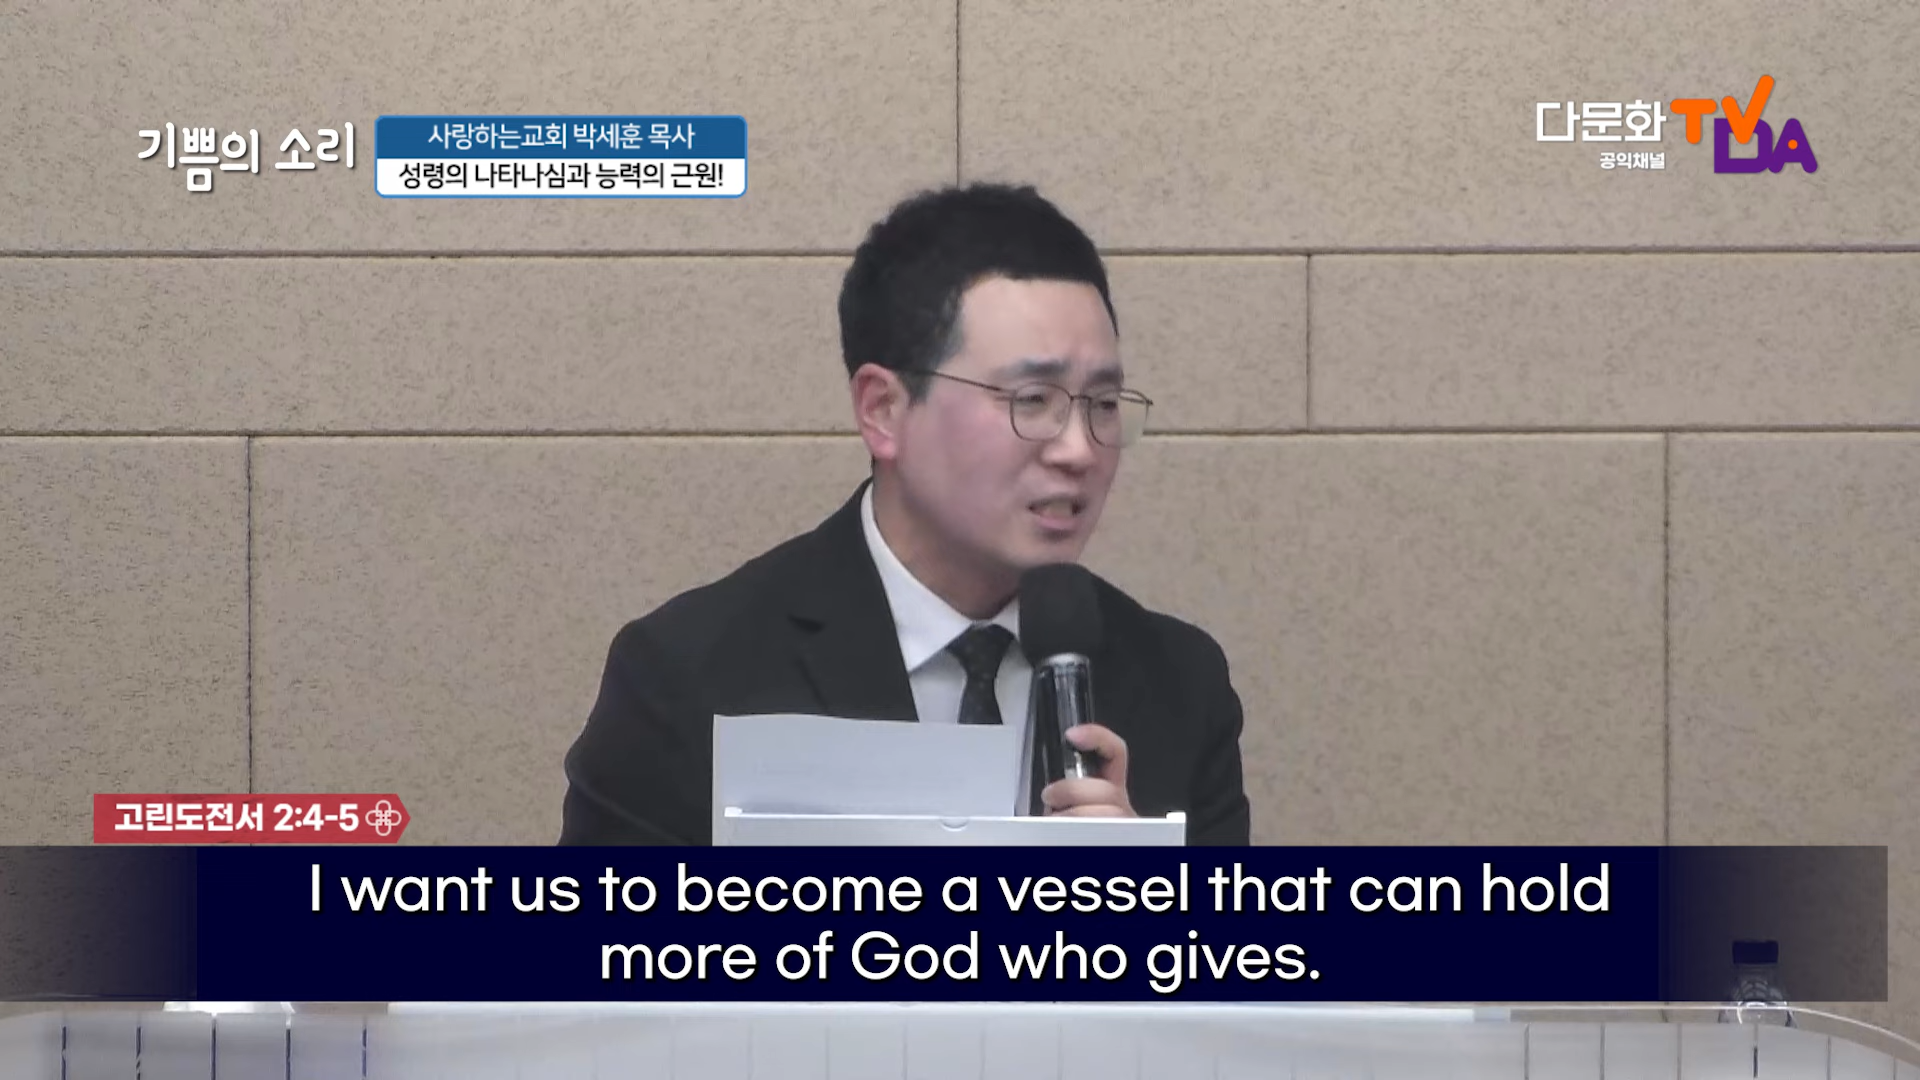 기쁨의 소리
사랑하는교회 박세훈 목사
성령의 나타나심과 능력의 근원!
다문화TV
DA
공익채널
고린도전서 2:4-5
I want us to become a vessel that can hold
more of God who gives.